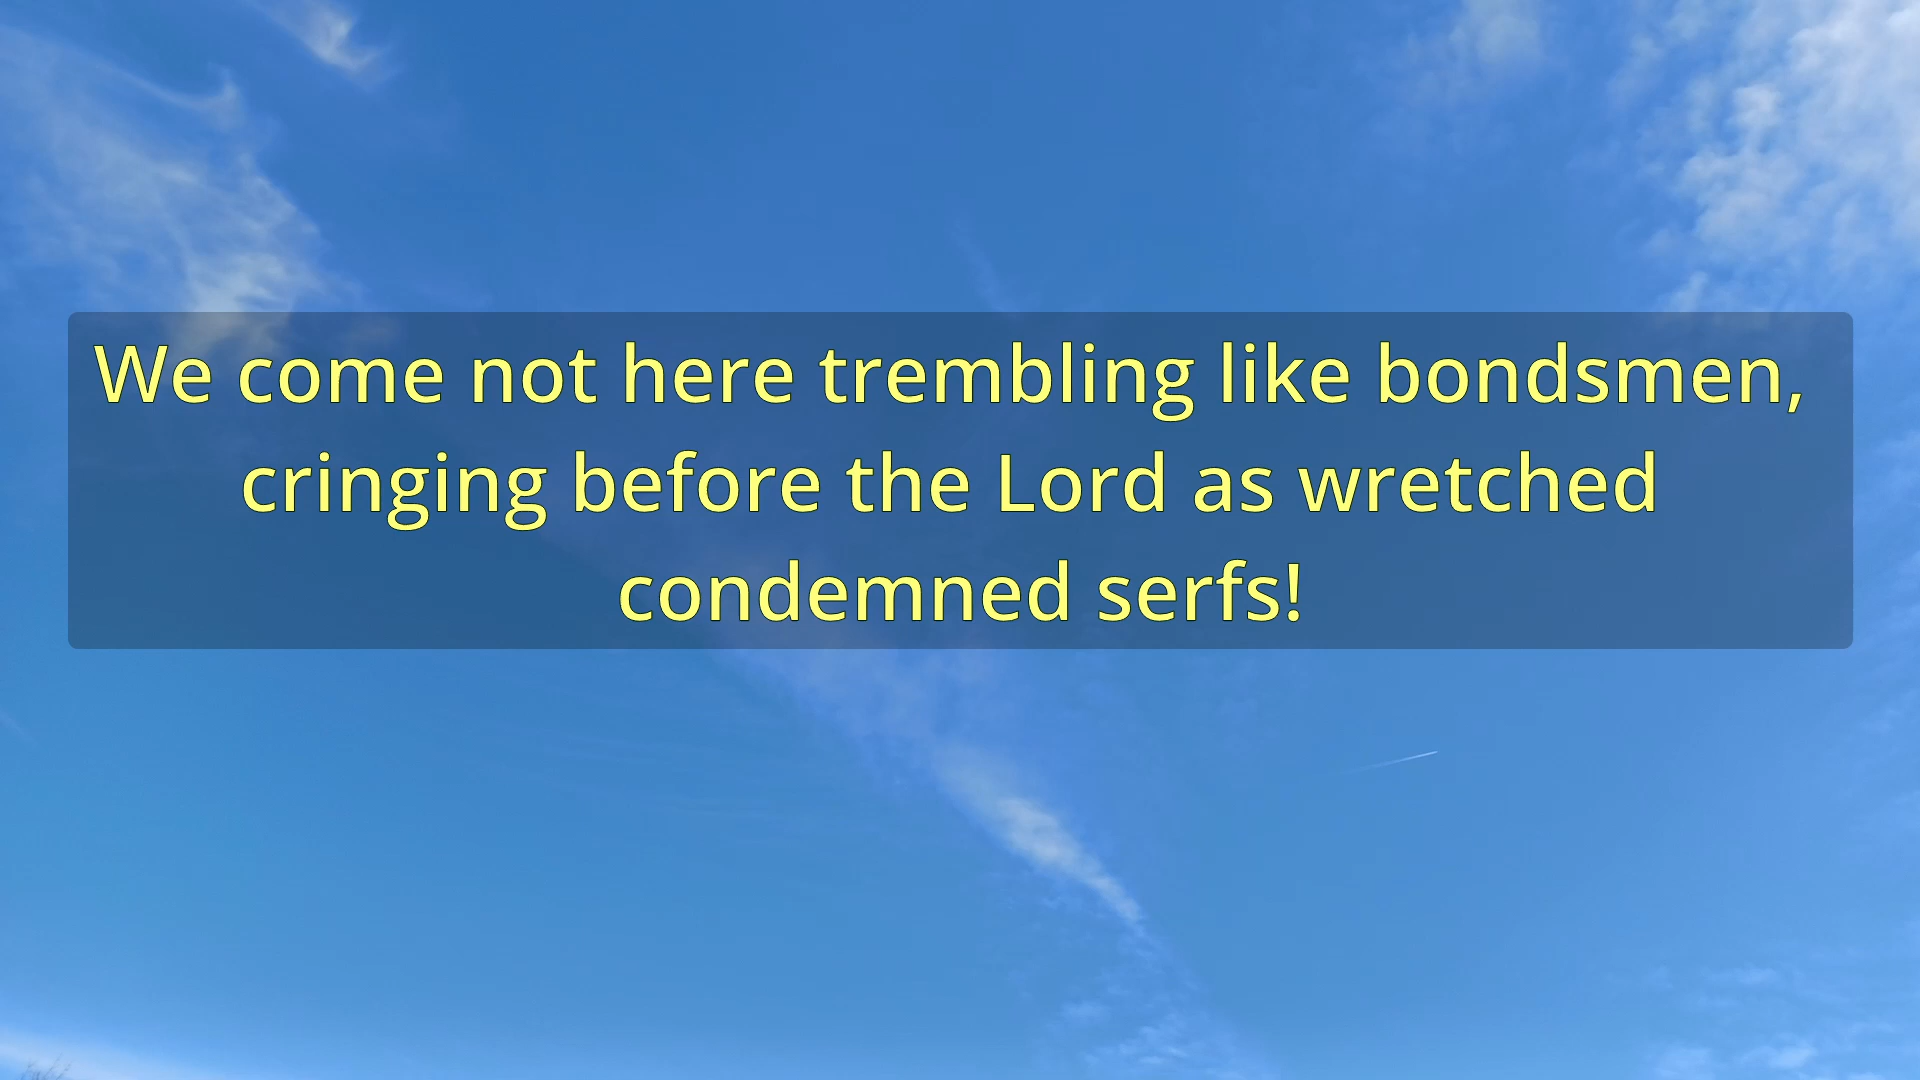 We come not here trembling like bondsmen,
cringing before the Lord as wretched
condemned serfs!